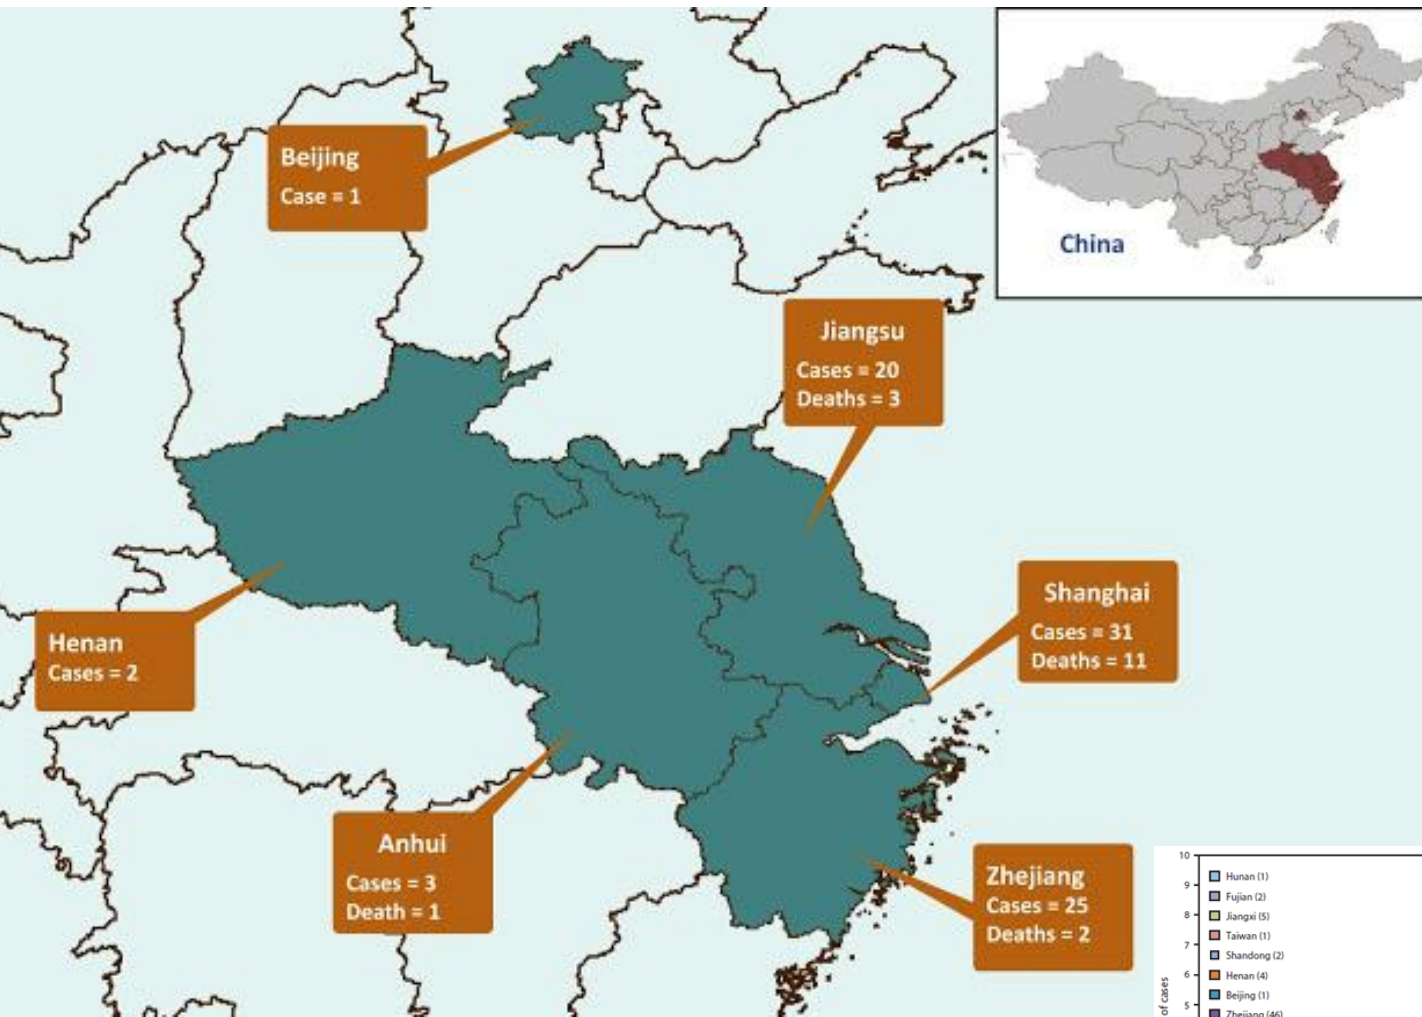 Beijing
Case = 1
China
Jiangsu
Cases = 20
Deaths = 3
Shanghai
Cases = 31
Deaths = 11
Henan
Cases = 2
Anhui
Cases = 3
Death = 1
Zhejiang
Cases = 25
Deaths = 2
10
9
8
7
6
5
of cases
Hunan (1)
Fujian (2)
Jiangxi (5)
Taiwan (1)
Shandong (2)
Henan (4)
Beijing (1)
Zhejiang (46)